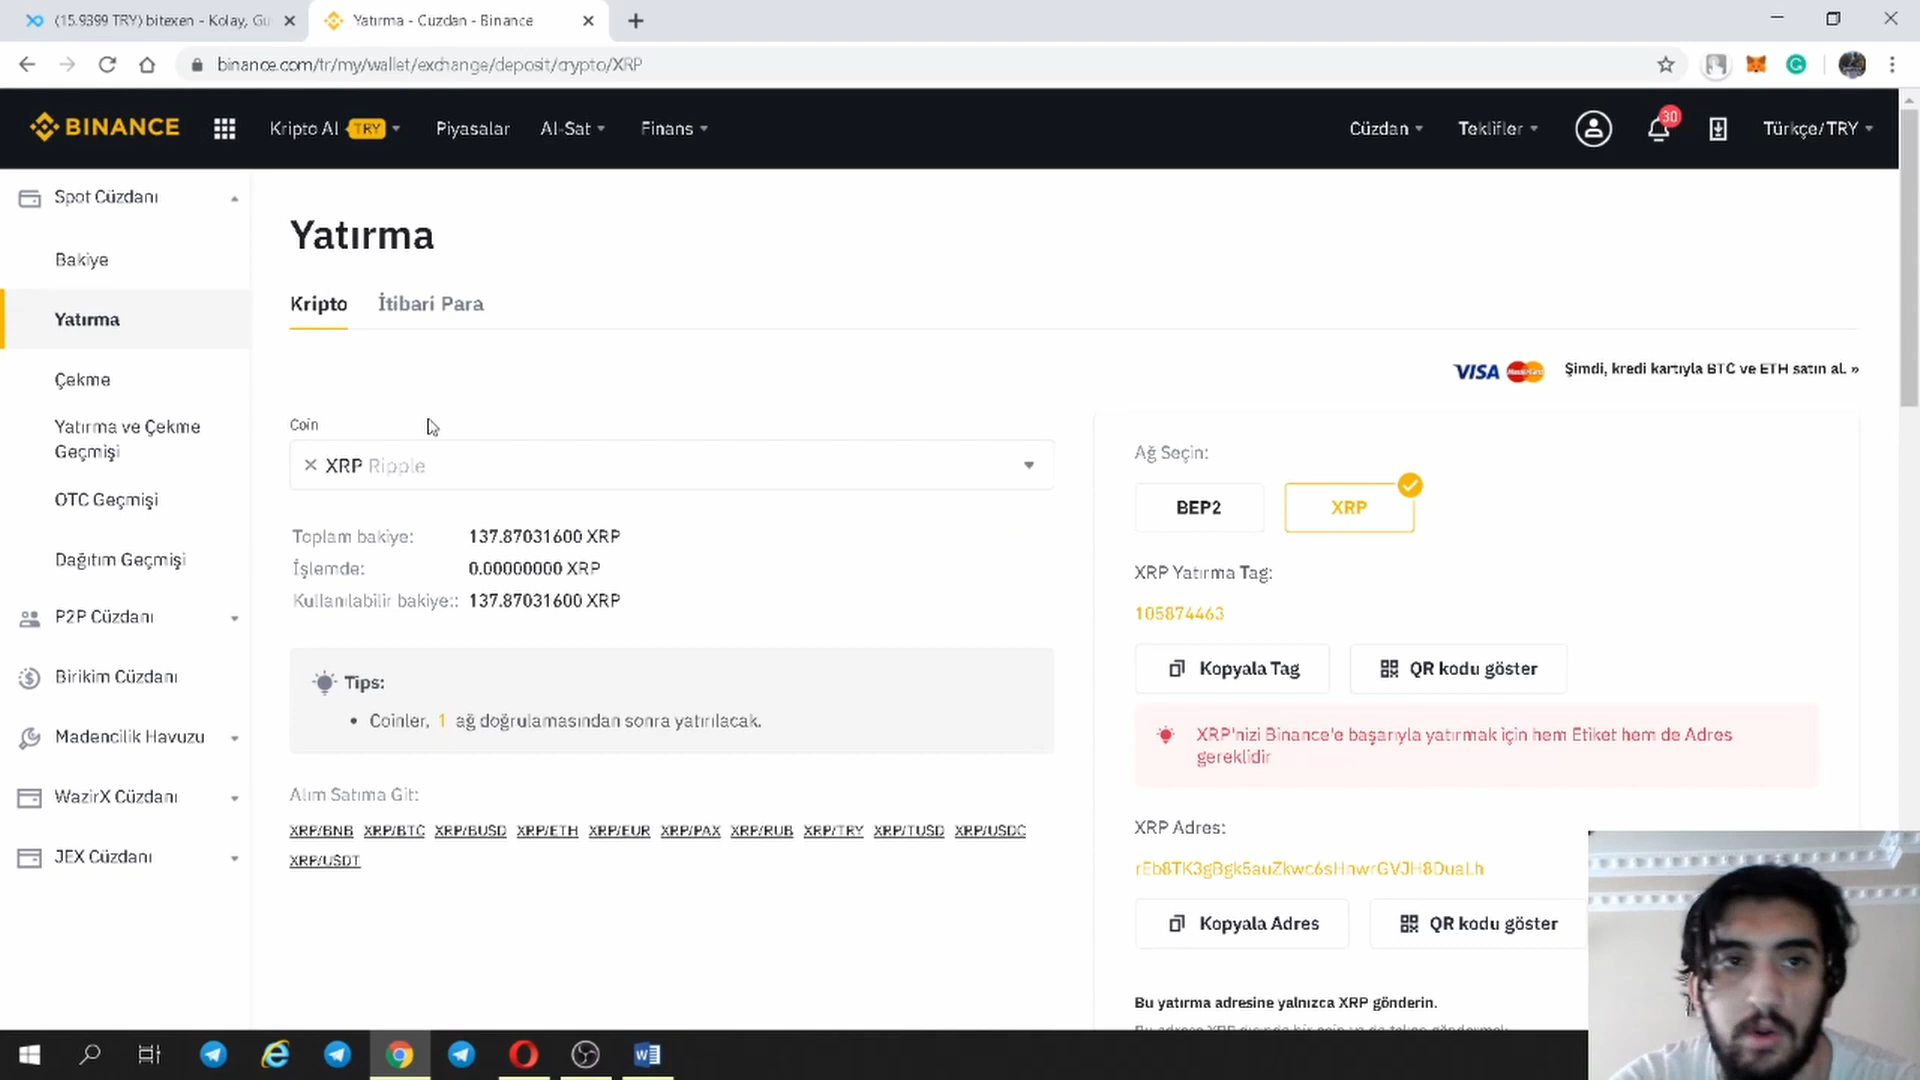 (15.9399 TRY) bitexen - Kolay, Gü
Yatırma - Cüzdan - Binance
binance.com/tr/my/wallet/exchange/deposit/crypto/XRP
BINANCE
Kripto Al TRY
Piyasalar
Al-Sat
Finans
Cüzdan
Teklifler
30
Türkçe/TRY
Spot Cüzdanı
Bakiye
Yatırma
Çekme
Yatırma ve Çekme
Geçmişi
OTC Geçmişi
Dağıtım Geçmişi
P2P Cüzdanı
Birikim Cüzdanı
Madencilik Havuzu
WazirX Cüzdanı
JEX Cüzdanı
Yatırma
Kripto
İtibari Para
VISA MasterCard Şimdi, kredi kartıyla BTC ve ETH satın al. »
Coin
XRP Ripple
Toplam bakiye: 137.87031600 XRP
İşlemde: 0.00000000 XRP
Kullanılabilir bakiye:: 137.87031600 XRP
Tips:
• Coinler, 1 ağ doğrulamasından sonra yatırılacak.
Alım Satıma Git:
XRP/BNB XRP/BTC XRP/BUSD XRP/ETH XRP/EUR XRP/PAX XRP/RUB XRP/TRY XRP/TUSD XRP/USDC
XRP/USDT
Ağ Seçin:
BEP2
XRP
XRP Yatırma Tag:
105874463
Kopyala Tag
QR kodu göster
XRP'nizi Binance'e başarıyla yatırmak için hem Etiket hem de Adres
gereklidir
XRP Adres:
rEb8TK3gBgk5auZkwc6sHnwrGVJH8DuaLh
Kopyala Adres
QR kodu göster
Bu yatırma adresine yalnızca XRP gönderin.